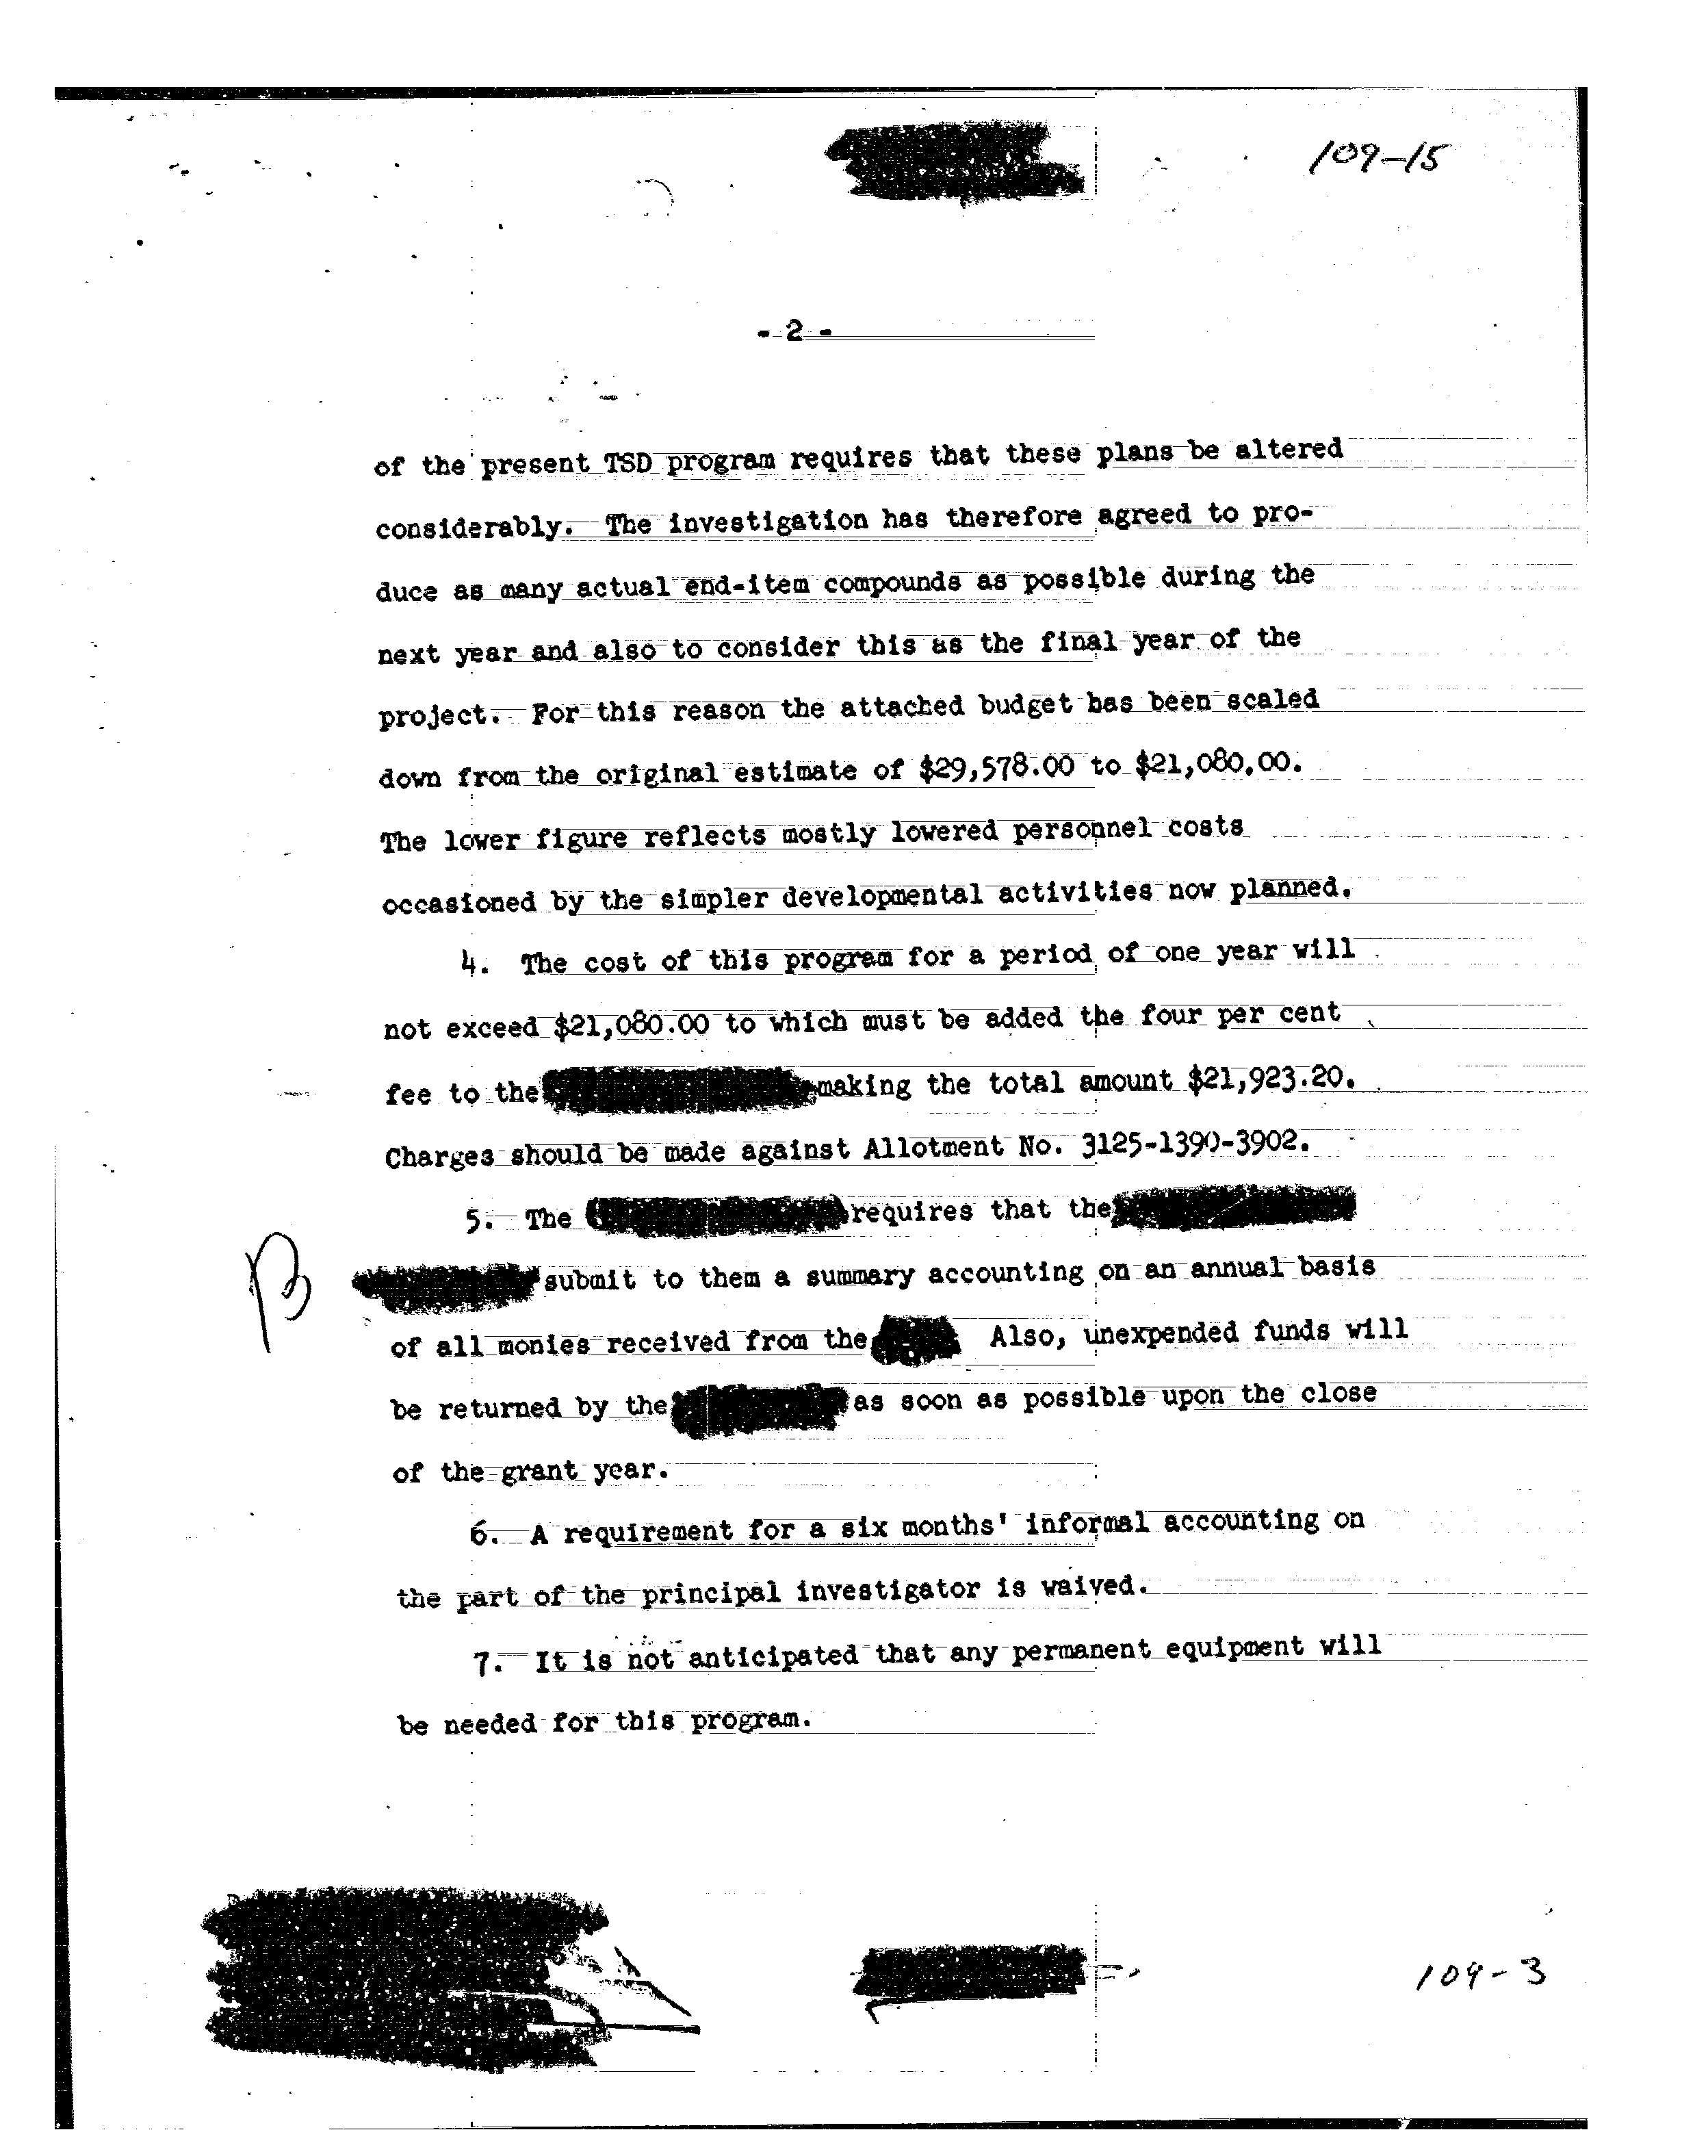 109-15
- 2 -
of the present TSD program requires that these plans be altered
considerably. The investigation has therefore agreed to pro-
duce as many actual end-item compounds as possible during the
next year and also to consider this as the final year of the
project. For this reason the attached budget has been scaled
down from the original estimate of $29,578.00 to $21,080.00.
The lower figure reflects mostly lowered personnel costs
occasioned by the simpler developmental activities now planned.
4. The cost of this program for a period of one year will
not exceed $21,080.00 to which must be added the four per cent
fee to the making the total amount $21,923.20.
Charges should be made against Allotment No. 3125-1390-3902.
5. The requires that the
submit to them a summary accounting on an annual basis
of all monies received from the Also, unexpended funds will
be returned by the as soon as possible upon the close
of the grant year.
6. A requirement for a six months' informal accounting on
the part of the principal investigator is waived.
7. It is not anticipated that any permanent equipment will
be needed for this program.
109-3